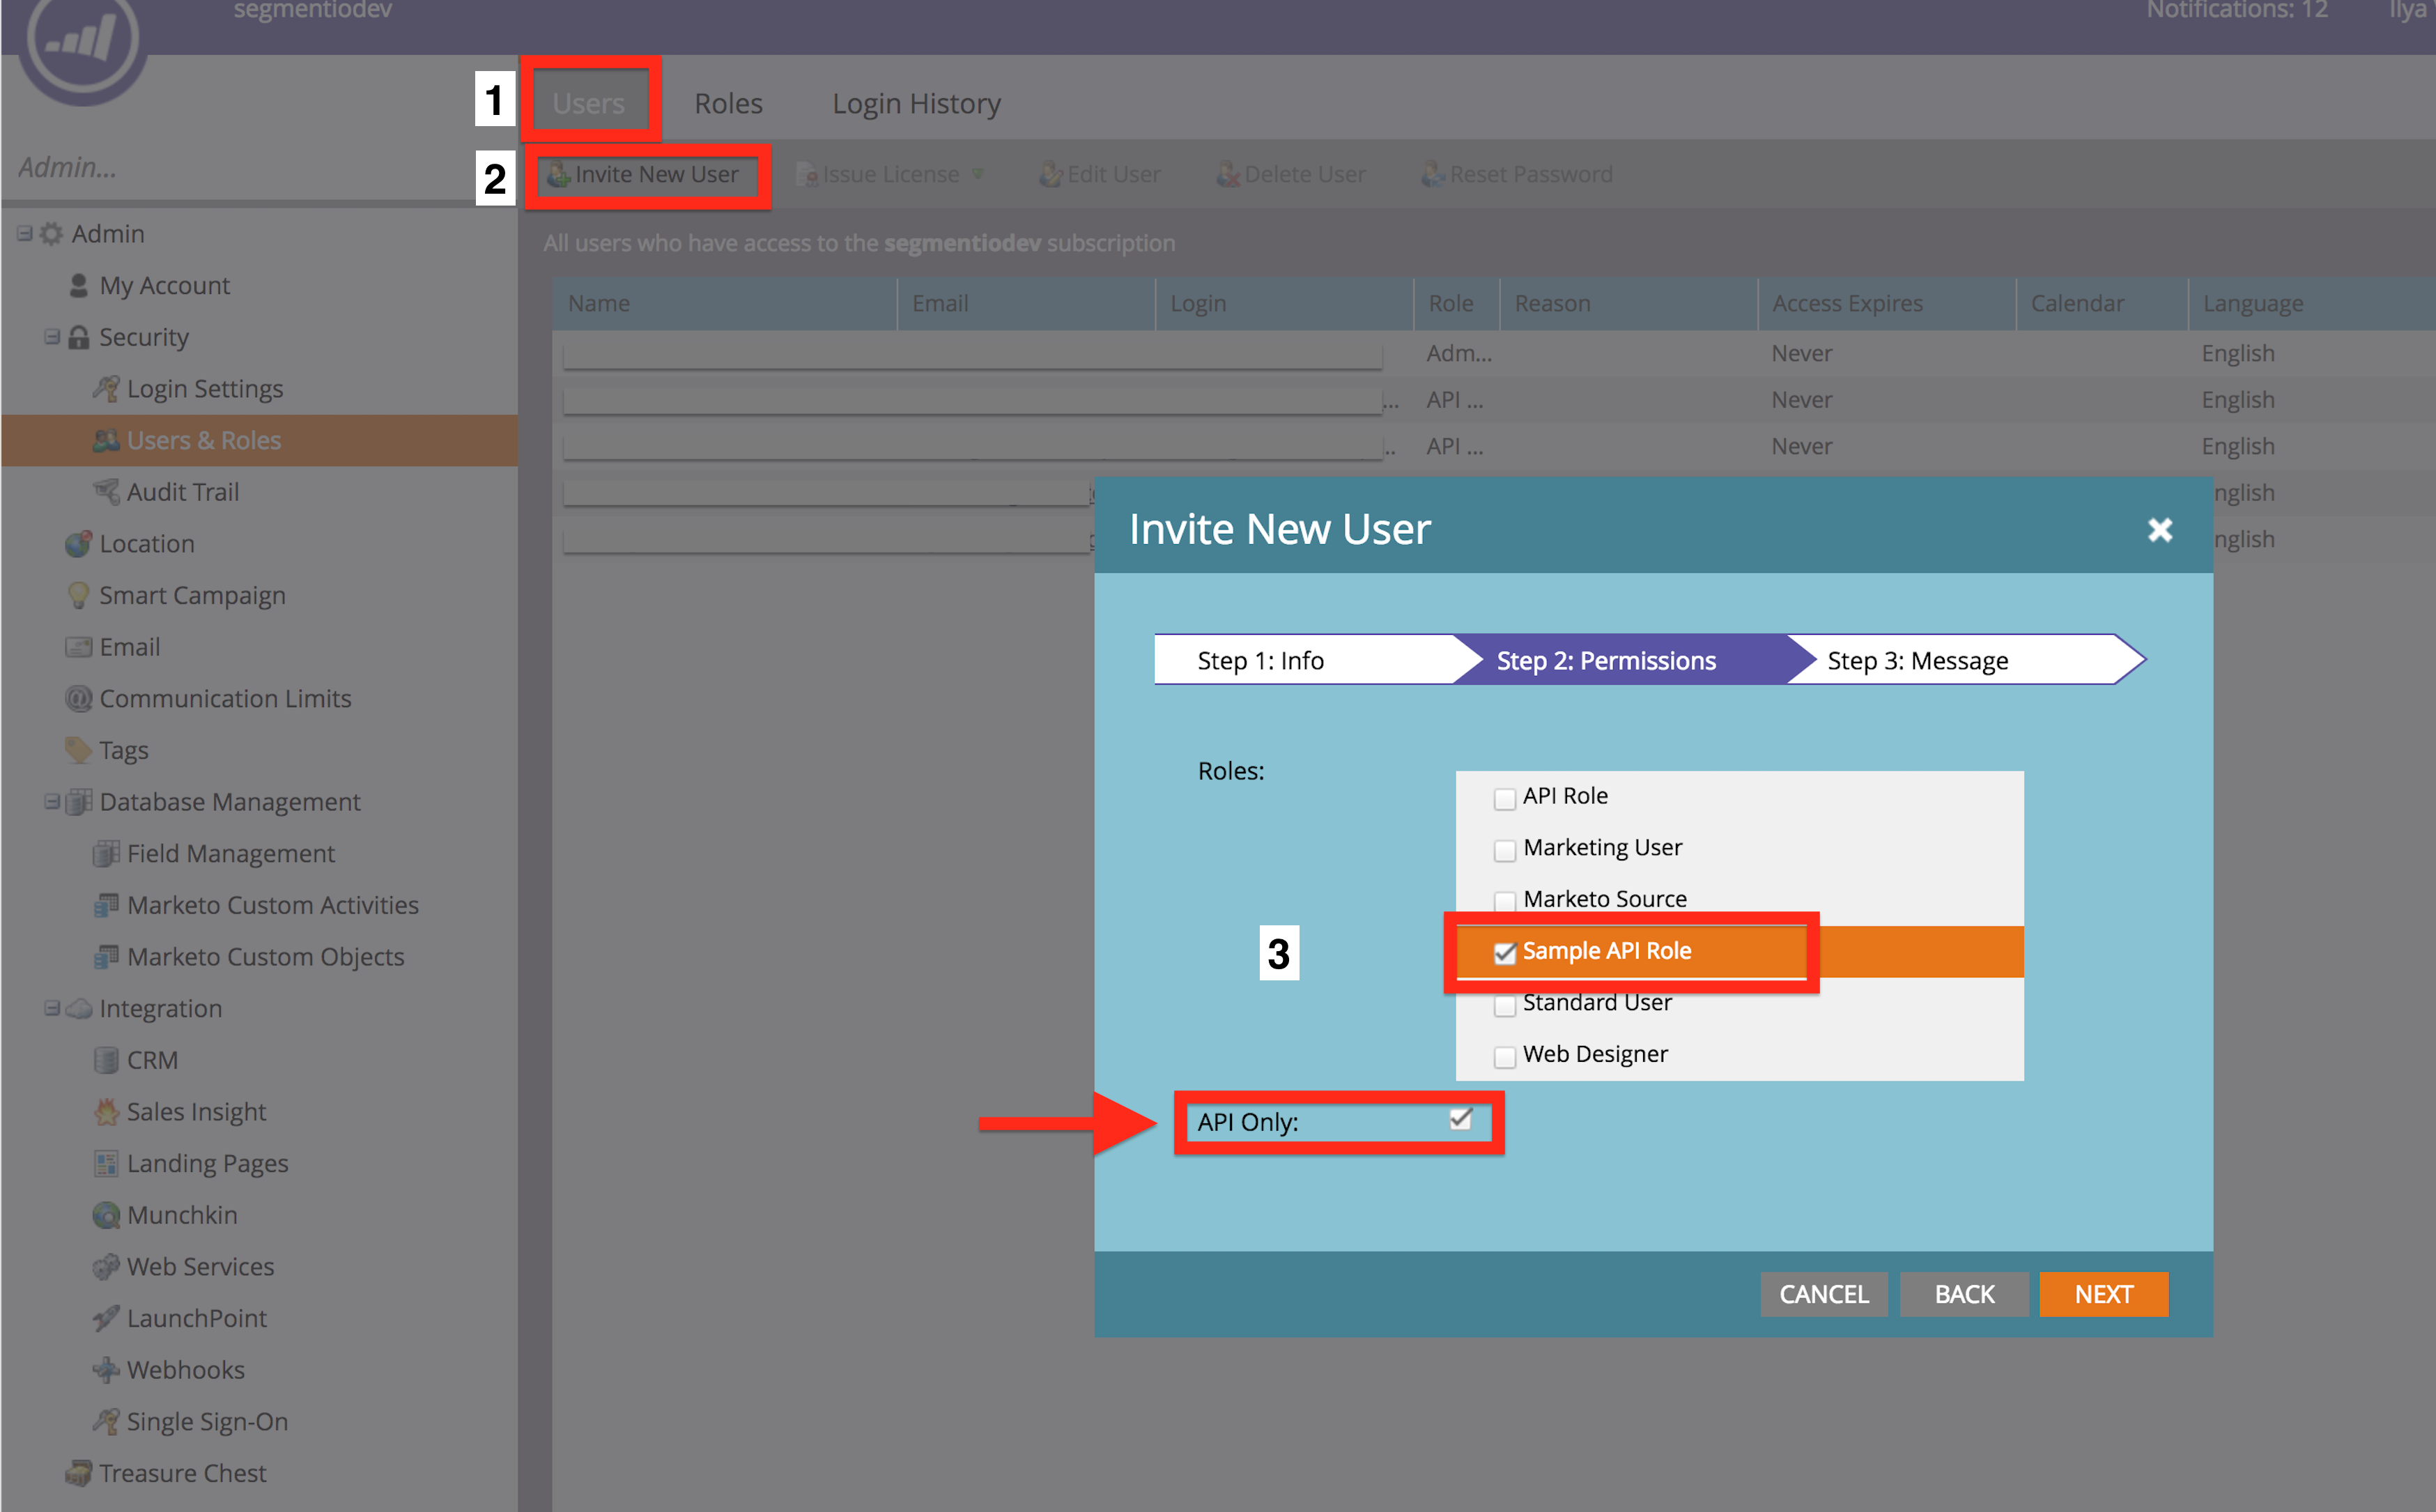 segmentiodev
Notifications: 12 Ilya
1 Users Roles Login History
Admin...
2 Invite New User Issue License Edit User Delete User Reset Password
All users who have access to the segmentiodev subscription
Name Email Login Role Reason Access Expires Calendar Language
Adm... Never English
... API ... Never English
.. API ... Never English
nglish
nglish
Admin
My Account
Security
Login Settings
Users & Roles
Audit Trail
Location
Smart Campaign
Email
Communication Limits
Tags
Database Management
Field Management
Marketo Custom Activities
Marketo Custom Objects
Integration
CRM
Sales Insight
Landing Pages
Munchkin
Web Services
LaunchPoint
Webhooks
Single Sign-On
Treasure Chest
Invite New User
Step 1: Info Step 2: Permissions Step 3: Message
Roles:
API Role
Marketing User
Marketo Source
3 Sample API Role
Standard User
Web Designer
API Only:
CANCEL BACK NEXT